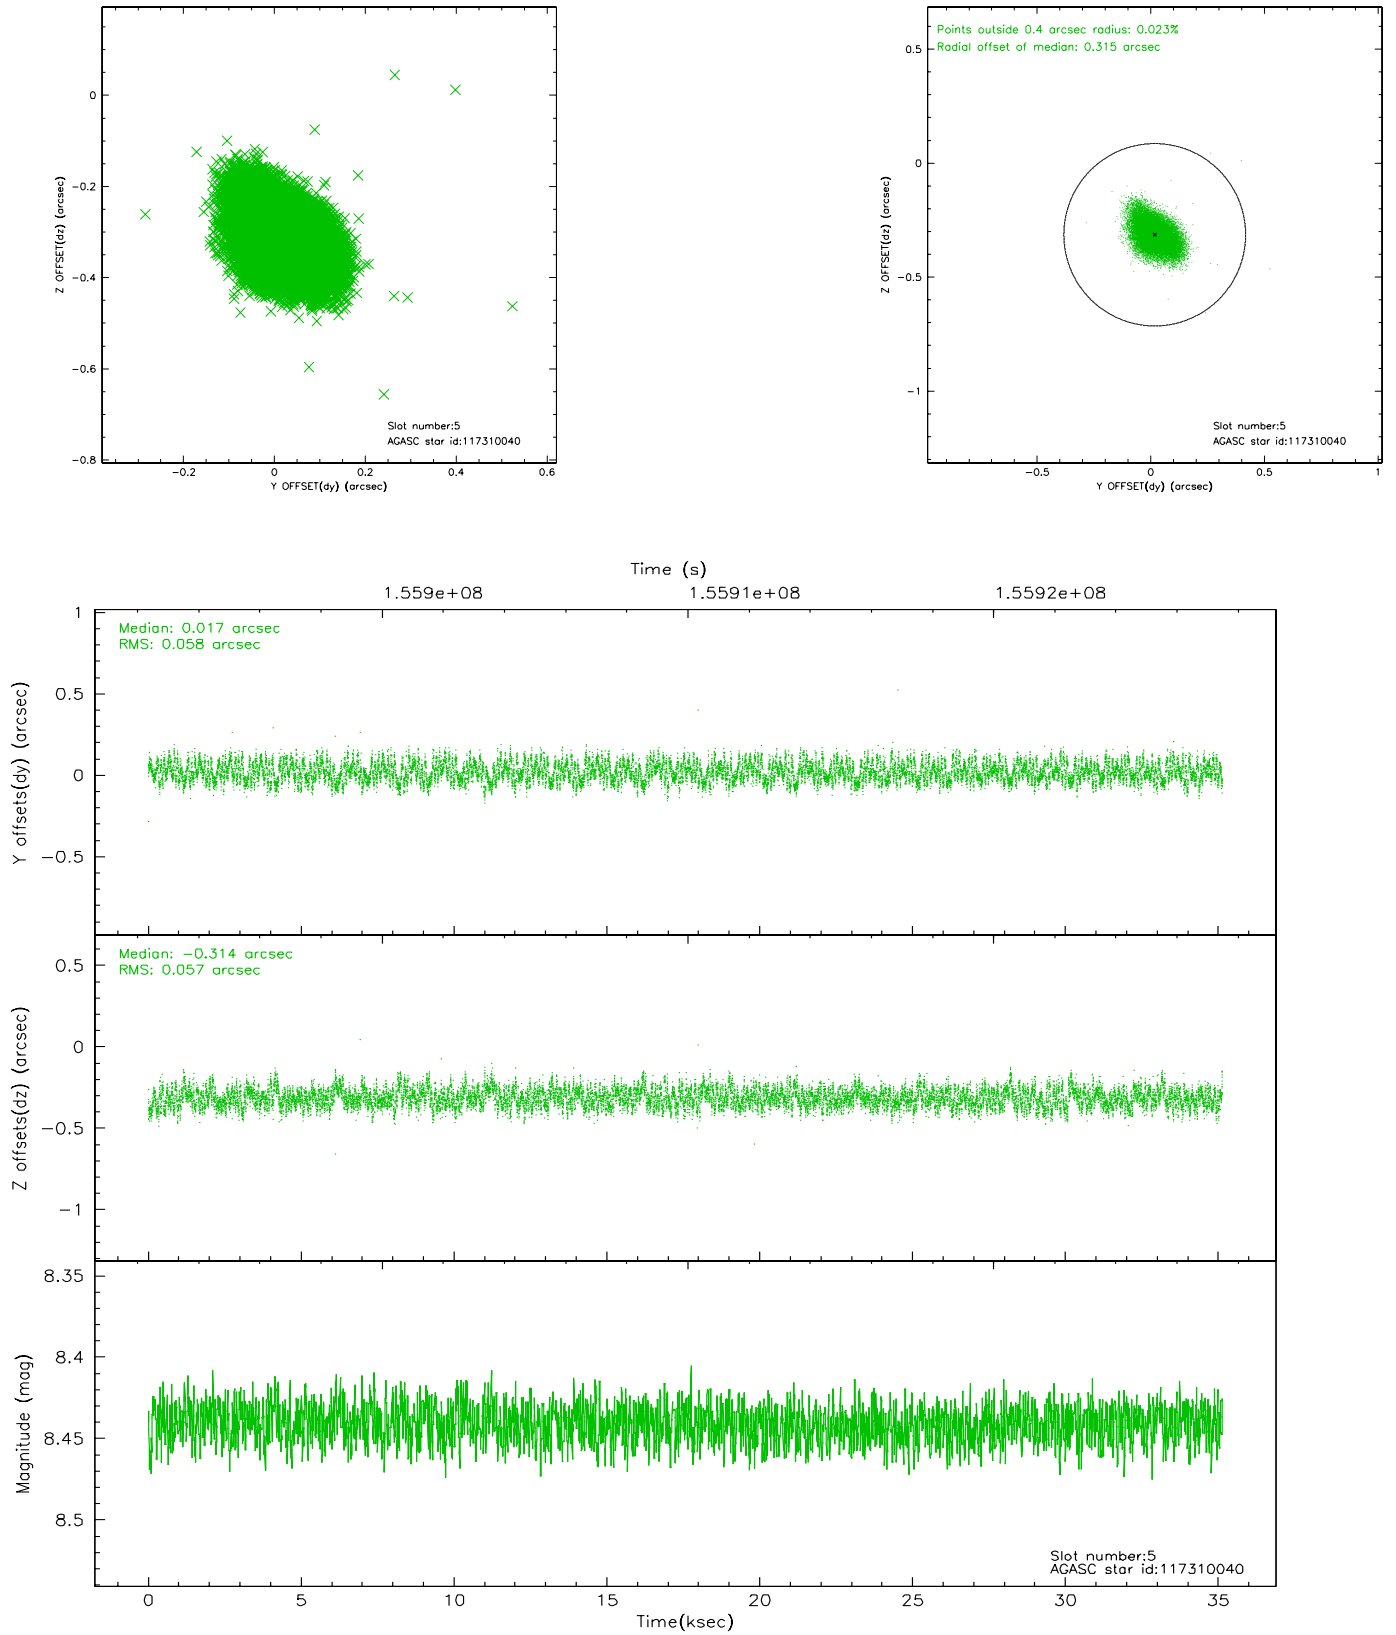 0
−0.2
−0.4
−0.6
−0.8
Z OFFSET(dz) (arcsec)
−0.2
0
0.2
0.4
0.6
Y OFFSET(dy) (arcsec)
Slot number:5
AGASC star id:117310040
Points outside 0.4 arcsec radius: 0.023%
Radial offset of median: 0.315 arcsec
0.5
0
−0.5
−1
Z OFFSET(dz) (arcsec)
−0.5
0
0.5
1
Y OFFSET(dy) (arcsec)
Slot number:5
AGASC star id:117310040
Time (s)
1.559e+08
1.5591e+08
1.5592e+08
Median: 0.017 arcsec
RMS: 0.058 arcsec
1
0.5
0
−0.5
Y offsets(dy) (arcsec)
Median: −0.314 arcsec
RMS: 0.057 arcsec
0.5
0
−0.5
−1
Z offsets(dz) (arcsec)
8.35
8.4
8.45
8.5
Magnitude (mag)
Slot number:5
AGASC star id:117310040
0
5
10
15
20
25
30
35
Time(ksec)